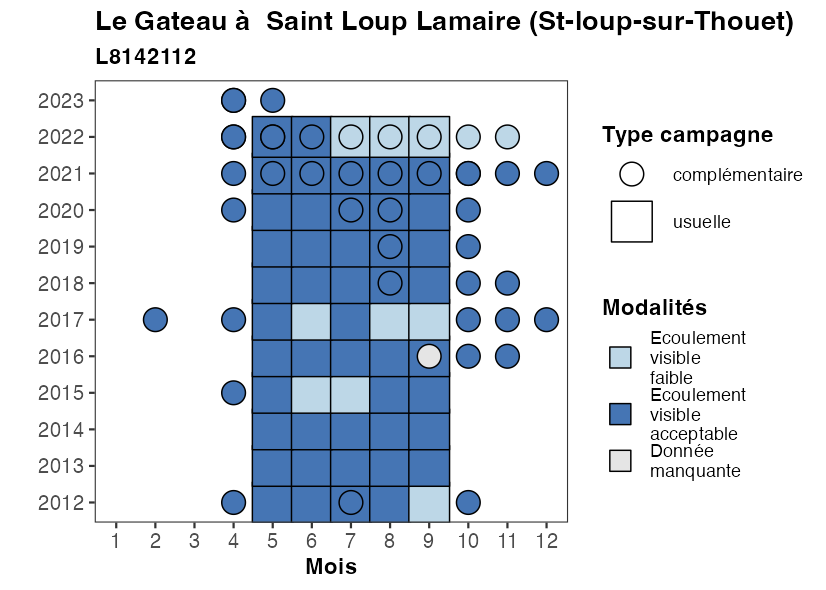 Le Gateau à  Saint Loup Lamaire (St-loup-sur-Thouet)
L8142112
2023
2022
2021
2020
2019
2018
2017
2016
2015
2014
2013
2012
1 2 3 4 5 6 7 8 9 10 11 12
Mois
Type campagne
complémentaire
usuelle
Modalités
Ecoulement
visible
faible
Ecoulement
visible
acceptable
Donnée
manquante